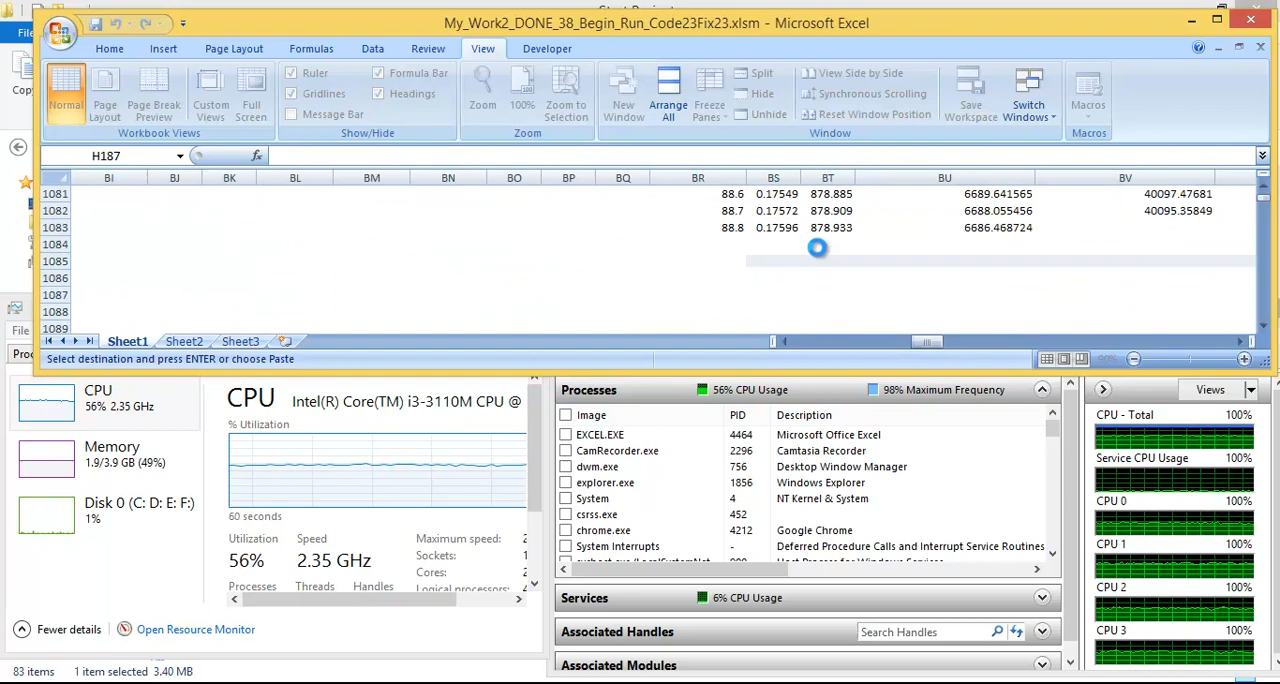 My_Work2_DONE_38_Begin_Run_Code23Fix23.xlsm - Microsoft Excel
Home Insert Page Layout Formulas Data Review View Developer
Normal Page Layout Page Break Preview Custom Views Full Screen
Workbook Views
Ruler Formula Bar
Gridlines Headings
Message Bar
Show/Hide
Zoom 100% Zoom to Selection
Zoom
New Window Arrange All Freeze Panes
Split View Side by Side
Hide Synchronous Scrolling
Unhide Reset Window Position
Save Workspace Switch Windows
Window
Macros
Macros
H187 fx
BI BJ BK BL BM BN BO BP BQ BR BS BT BU BV
1081 88.6 0.17549 878.885 6689.641565 40097.47681
1082 88.7 0.17572 878.909 6688.055456 40095.35849
1083 88.8 0.17596 878.933 6686.468724
1084
1085
1086
1087
1088
1089
Sheet1 Sheet2 Sheet3
Select destination and press ENTER or choose Paste
File
CPU
56% 2.35 GHz
Memory
1.9/3.9 GB (49%)
Disk 0 (C: D: E: F:)
1%
CPU Intel(R) Core(TM) i3-3110M CPU @
% Utilization
60 seconds
Utilization Speed Maximum speed:
56% 2.35 GHz Sockets:
Cores:
Processes Threads Handles Logical processors:
Fewer details Open Resource Monitor
83 items 1 item selected 3.40 MB
Processes 56% CPU Usage 98% Maximum Frequency
Image PID Description
EXCEL.EXE 4464 Microsoft Office Excel
CamRecorder.exe 2296 Camtasia Recorder
dwm.exe 756 Desktop Window Manager
explorer.exe 1856 Windows Explorer
System 4 NT Kernel & System
csrss.exe 452
chrome.exe 4212 Google Chrome
System Interrupts - Deferred Procedure Calls and Interrupt Service Routines
Services 6% CPU Usage
Associated Handles Search Handles
Associated Modules
Views
CPU - Total 100%
Service CPU Usage 100%
CPU 0 100%
CPU 1 100%
CPU 2 100%
CPU 3 100%